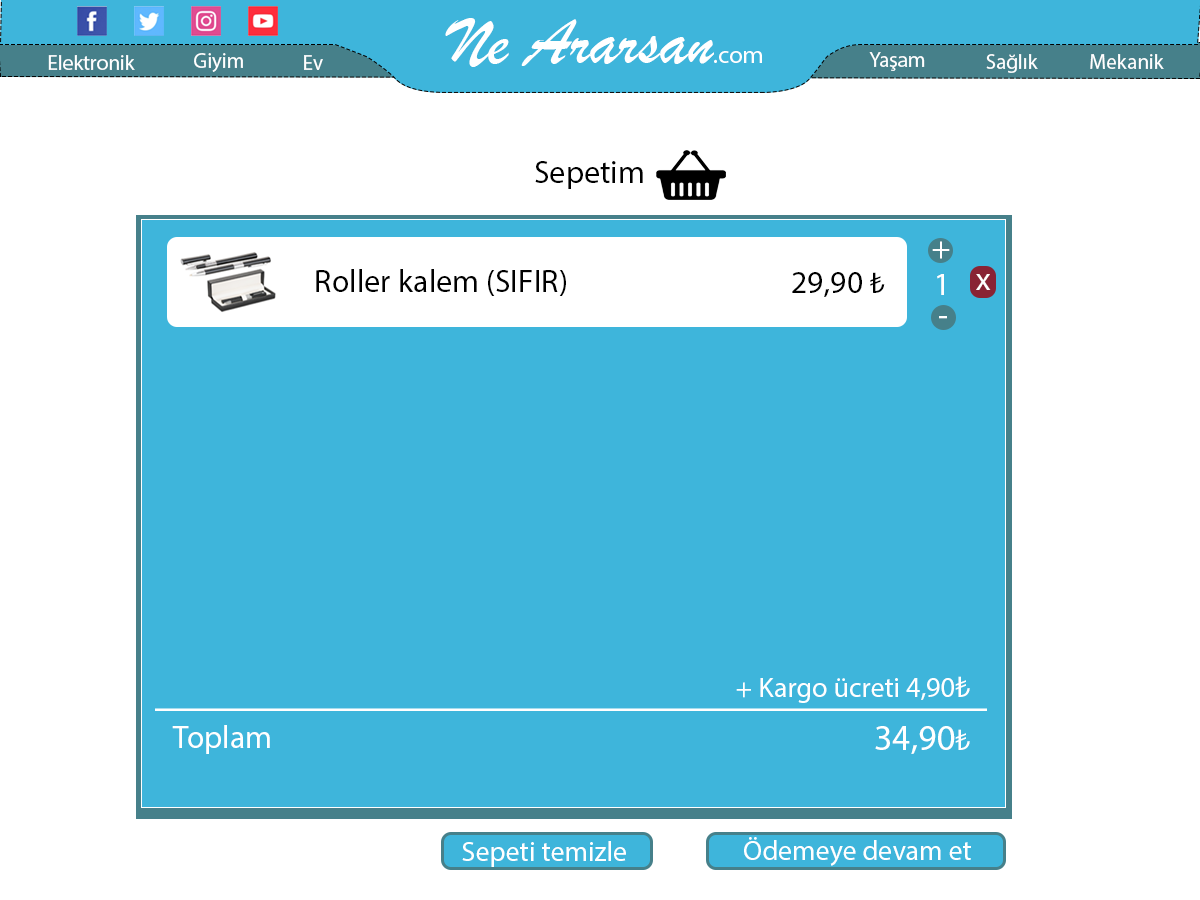 Ne Ararsan.com
Elektronik Giyim Ev Yaşam Sağlık Mekanik
Sepetim
+
Roller kalem (SIFIR) 29,90 ₺ 1 X
-
+ Kargo ücreti 4,90₺
Toplam 34,90₺
Sepeti temizle Ödemeye devam et